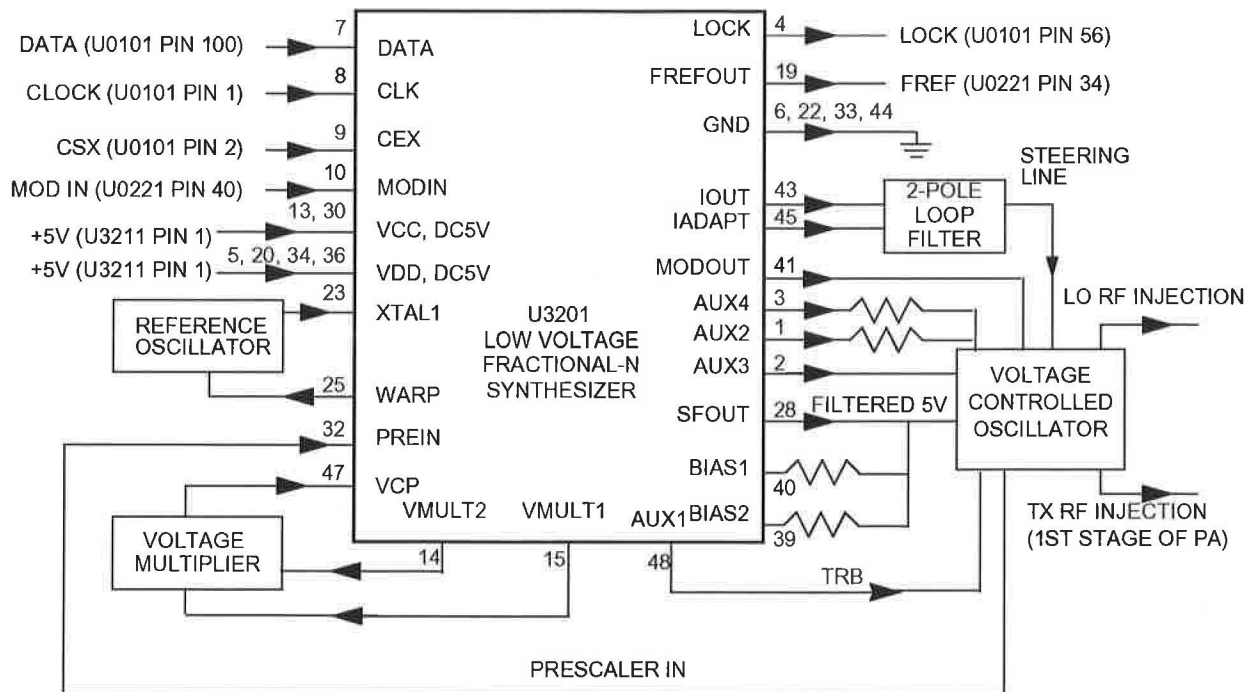 DATA (U0101 PIN 100)
7
DATA
CLOCK (U0101 PIN 1)
8
CLK
CSX (U0101 PIN 2)
9
CEX
MOD IN (U0221 PIN 40)
10
MODIN
+5V (U3211 PIN 1)
13, 30
VCC, DC5V
+5V (U3211 PIN 1)
5, 20, 34, 36
VDD, DC5V
REFERENCE
OSCILLATOR
23
XTAL1
25
WARP
32
PREIN
47
VCP
VOLTAGE
MULTIPLIER
VMULT2
14
VMULT1
15
AUX1
48
TRB
U3201
LOW VOLTAGE
FRACTIONAL-N
SYNTHESIZER
LOCK
4
LOCK (U0101 PIN 56)
FREFOUT
19
FREF (U0221 PIN 34)
GND
6, 22, 33, 44
IOUT
43
IADAPT
45
2-POLE
LOOP
FILTER
STEERING
LINE
MODOUT
41
AUX4
3
AUX2
1
AUX3
2
SFOUT
28
FILTERED 5V
BIAS1
40
BIAS2
39
LO RF INJECTION
VOLTAGE
CONTROLLED
OSCILLATOR
TX RF INJECTION
(1ST STAGE OF PA)
PRESCALER IN